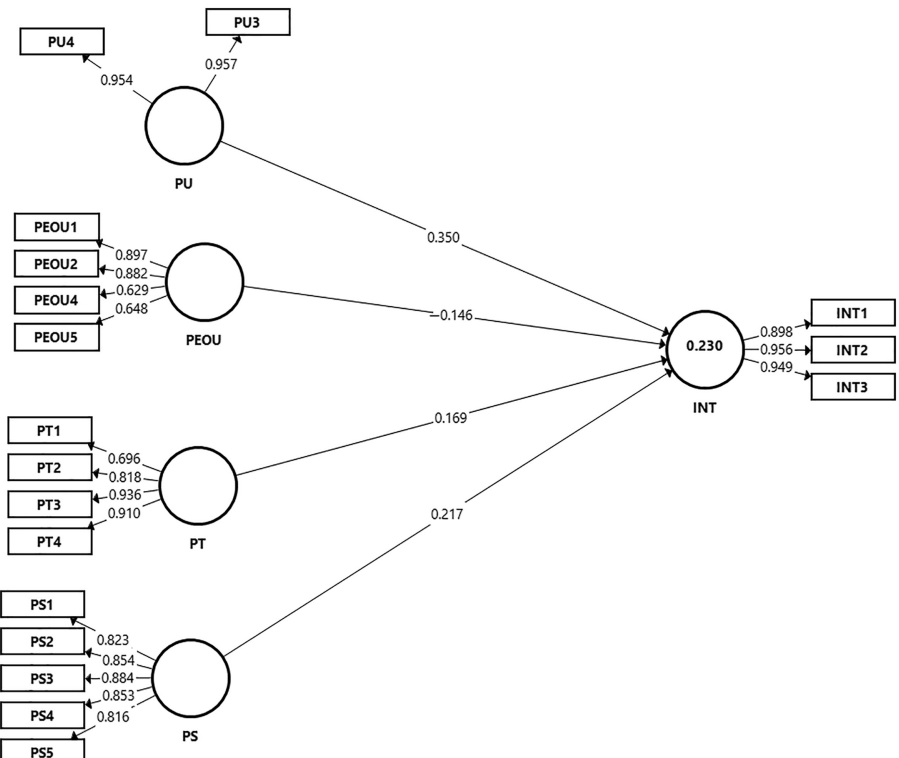 PU3
PU4
0.957
0.954
PU
0.350
PEOU1
PEOU2
PEOU4
PEOU5
0.897
0.882
0.629
0.648
PEOU
−0.146
0.230
INT
0.898
0.956
0.949
INT1
INT2
INT3
PT1
PT2
PT3
PT4
0.696
0.818
0.936
0.910
PT
0.169
0.217
PS1
PS2
PS3
PS4
PS5
0.823
0.854
0.884
0.853
0.816
PS